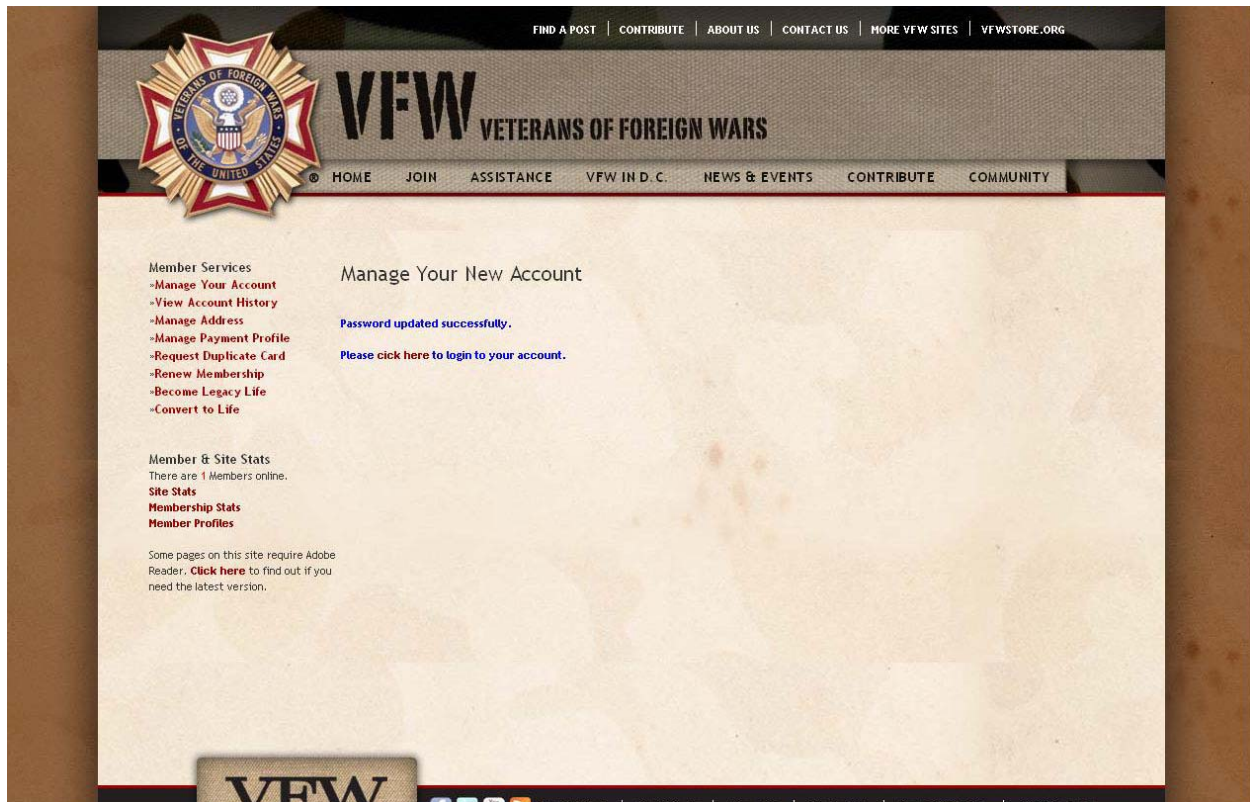 FIND A POST | CONTRIBUTE | ABOUT US | CONTACT US | MORE VFW SITES | VFWSTORE.ORG
VETERANS OF FOREIGN WARS
OF THE UNITED STATES
®
VFW VETERANS OF FOREIGN WARS
HOME JOIN ASSISTANCE VFW IN D.C. NEWS & EVENTS CONTRIBUTE COMMUNITY
Member Services
»Manage Your Account
»View Account History
»Manage Address
»Manage Payment Profile
»Request Duplicate Card
»Renew Membership
»Become Legacy Life
»Convert to Life
Member & Site Stats
There are 1 Members online.
Site Stats
Membership Stats
Member Profiles
Some pages on this site require Adobe
Reader. Click here to find out if you
need the latest version.
Manage Your New Account
Password updated successfully.
Please cick here to login to your account.
VFW